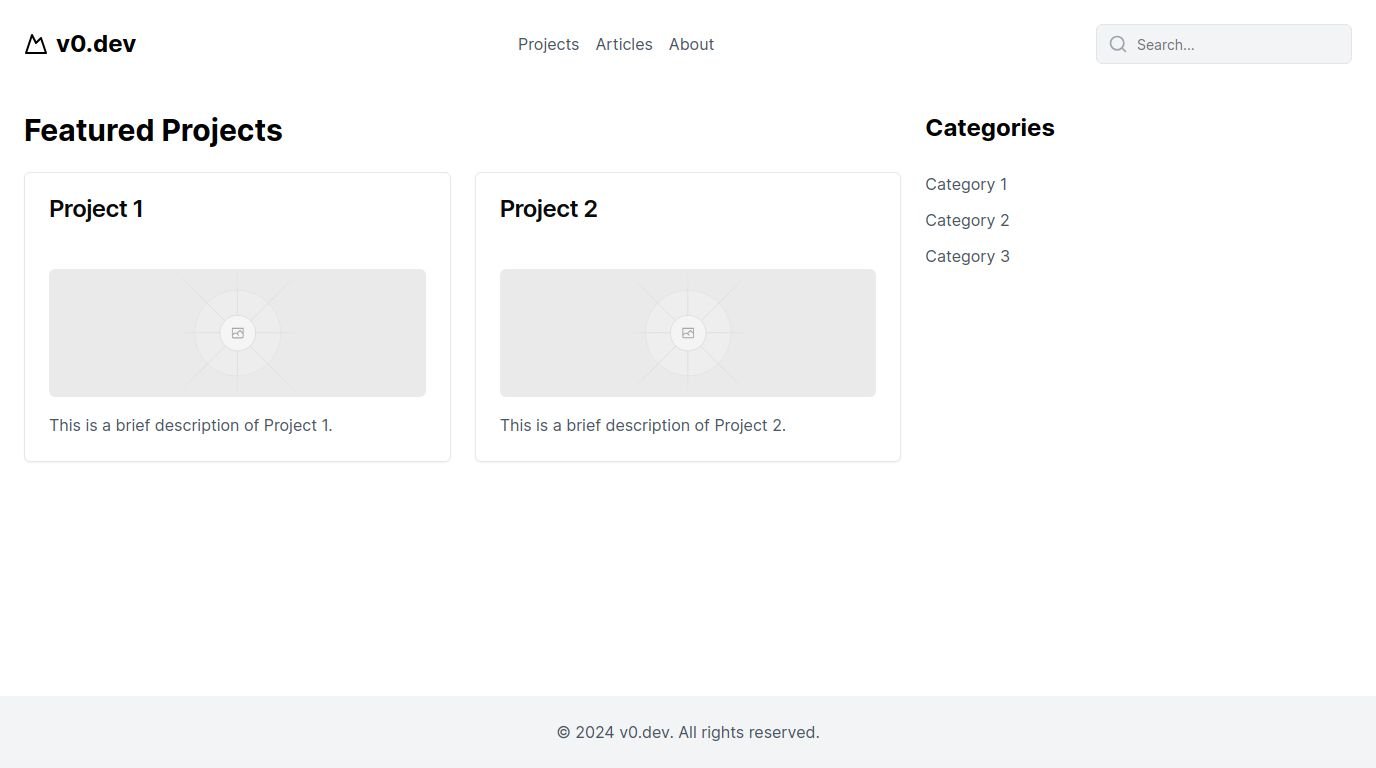 v0.dev
Projects
Articles
About
Search...
Featured Projects
Project 1
This is a brief description of Project 1.
Project 2
This is a brief description of Project 2.
Categories
Category 1
Category 2
Category 3
© 2024 v0.dev. All rights reserved.